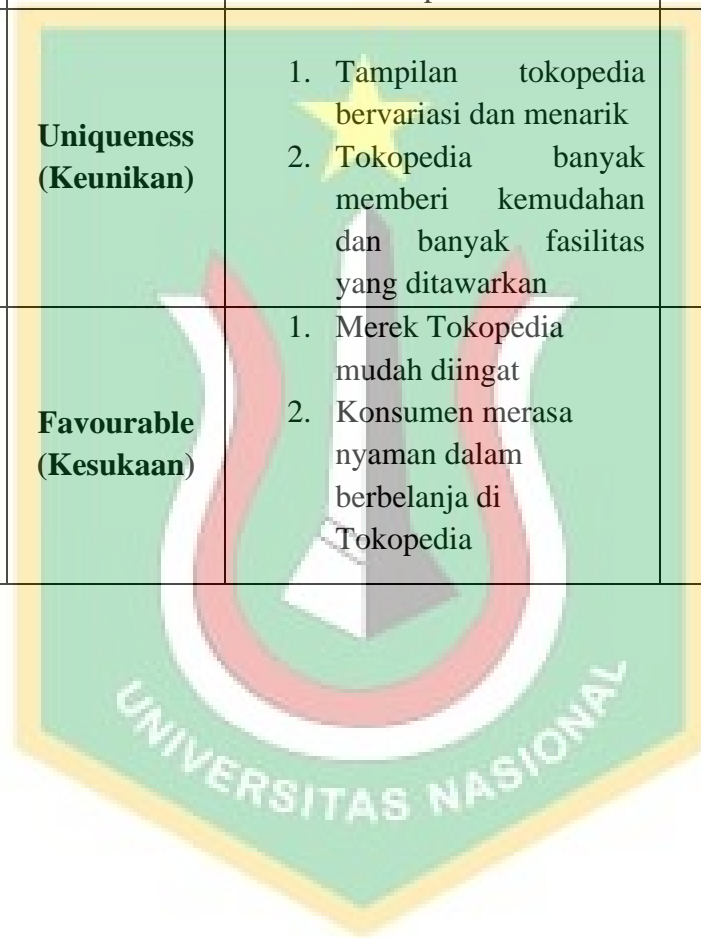 Uniqueness
(Keunikan)
1. Tampilan tokopedia
bervariasi dan menarik
2. Tokopedia banyak
memberi kemudahan
dan banyak fasilitas
yang ditawarkan
Favourable
(Kesukaan)
1. Merek Tokopedia
mudah diingat
2. Konsumen merasa
nyaman dalam
berbelanja di
Tokopedia
UNIVERSITAS NASIONAL